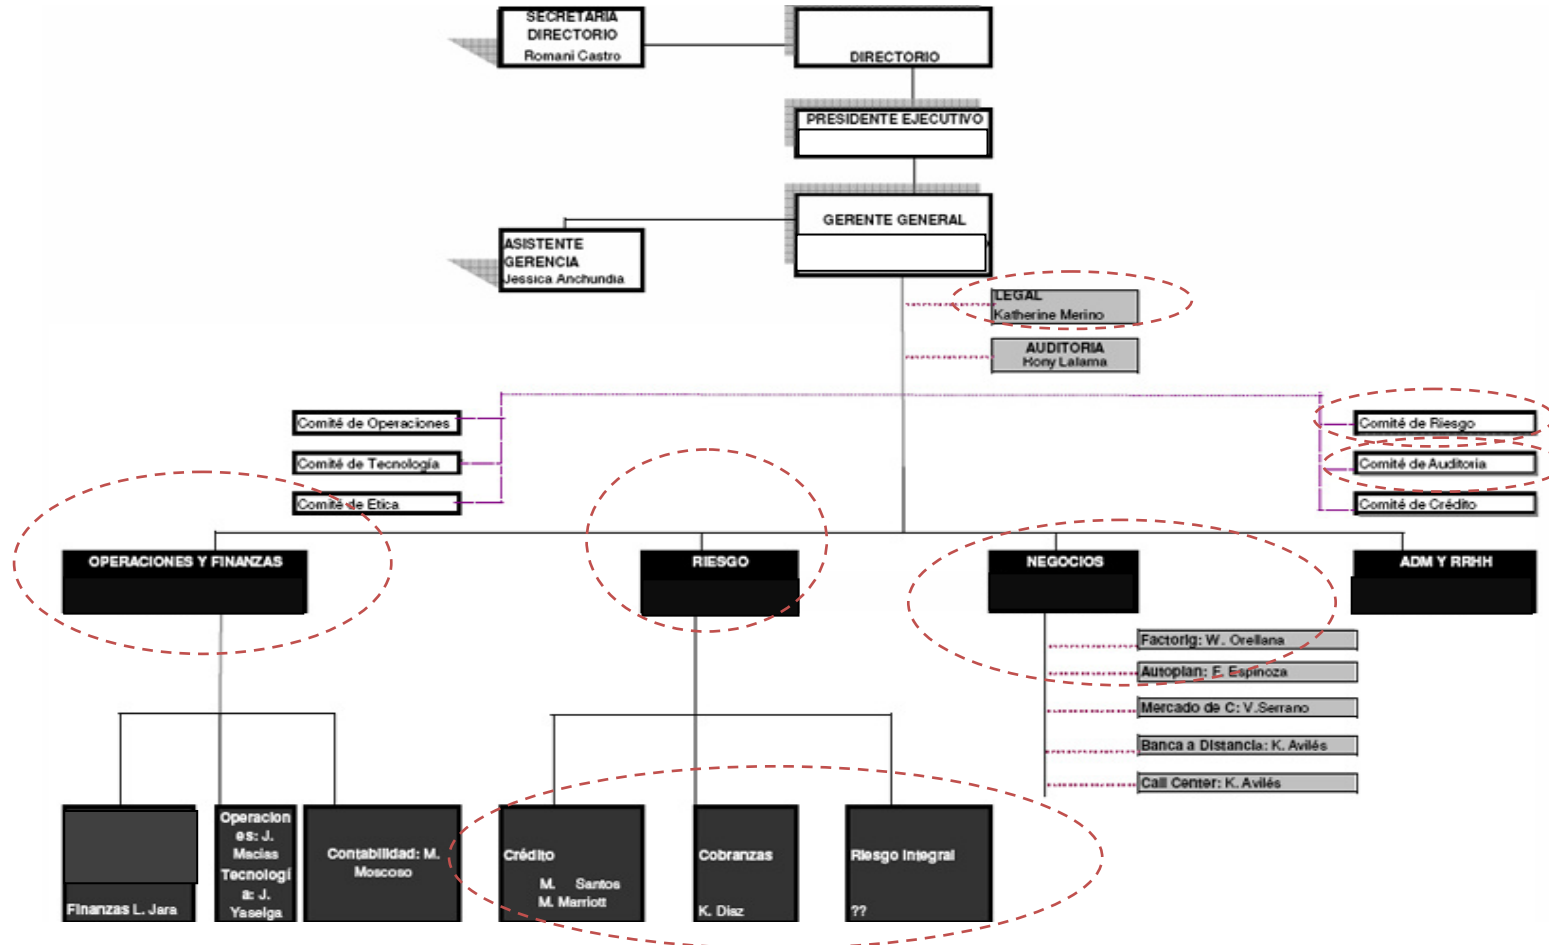 SECRETARIA
DIRECTORIO
Romani Castro
DIRECTORIO
PRESIDENTE EJECUTIVO
GERENTE GENERAL
ASISTENTE
GERENCIA
Jessica Anchundia
LEGAL
Katherine Merino
AUDITORIA
Rony Lalama
Comité de Operaciones
Comité de Tecnología
Comité de Etica
Comité de Riesgo
Comité de Auditoria
Comité de Crédito
OPERACIONES Y FINANZAS
RIESGO
NEGOCIOS
ADM Y RRHH
Factorig: W. Orellana
Autoplan: F. Espinoza
Mercado de C: V.Serrano
Banca a Distancia: K. Avilés
Call Center: K. Avilés
Finanzas L. Jara
Operacion
es: J.
Macias
Tecnologí
a: J.
Yaselga
Contabilidad: M.
Moscoso
Crédito
M. Santos
M. Marriott
Cobranzas
K. Diaz
Riesgo Integral
??